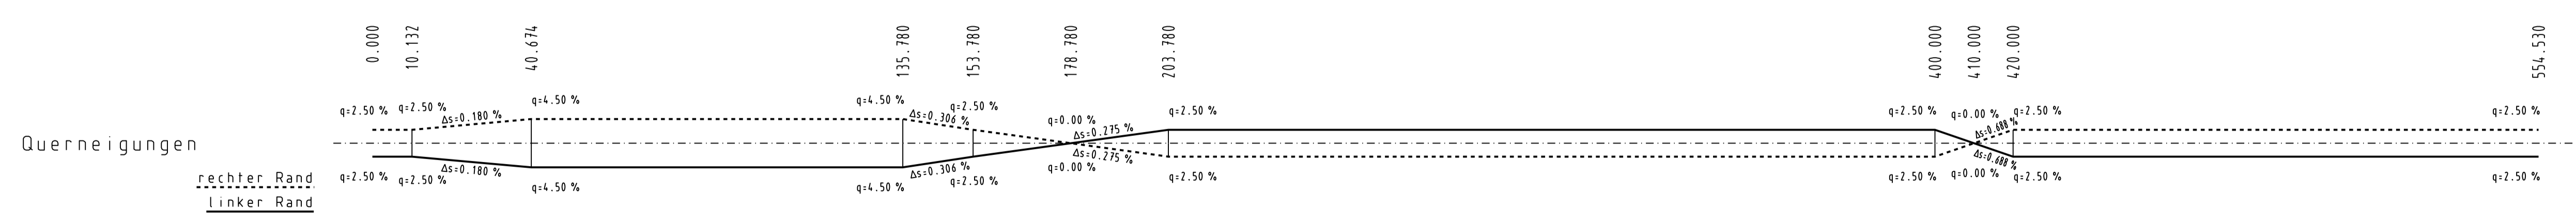 0.000
10.132
40.674
135.780
153.780
178.780
203.780
400.000
410.000
420.000
554.530
q=2.50 %
q=2.50 %
Δs=0.180 %
q=4.50 %
q=4.50 %
Δs=0.306 %
q=2.50 %
q=0.00 %
Δs=0.275 %
q=2.50 %
q=2.50 %
q=0.00 %
Δs=0.688 %
q=2.50 %
q=2.50 %
Querneigungen
q=2.50 %
q=2.50 %
Δs=0.180 %
q=4.50 %
q=4.50 %
Δs=0.306 %
q=2.50 %
q=0.00 %
Δs=0.275 %
q=2.50 %
q=2.50 %
q=0.00 %
Δs=0.688 %
q=2.50 %
q=2.50 %
rechter Rand
linker Rand